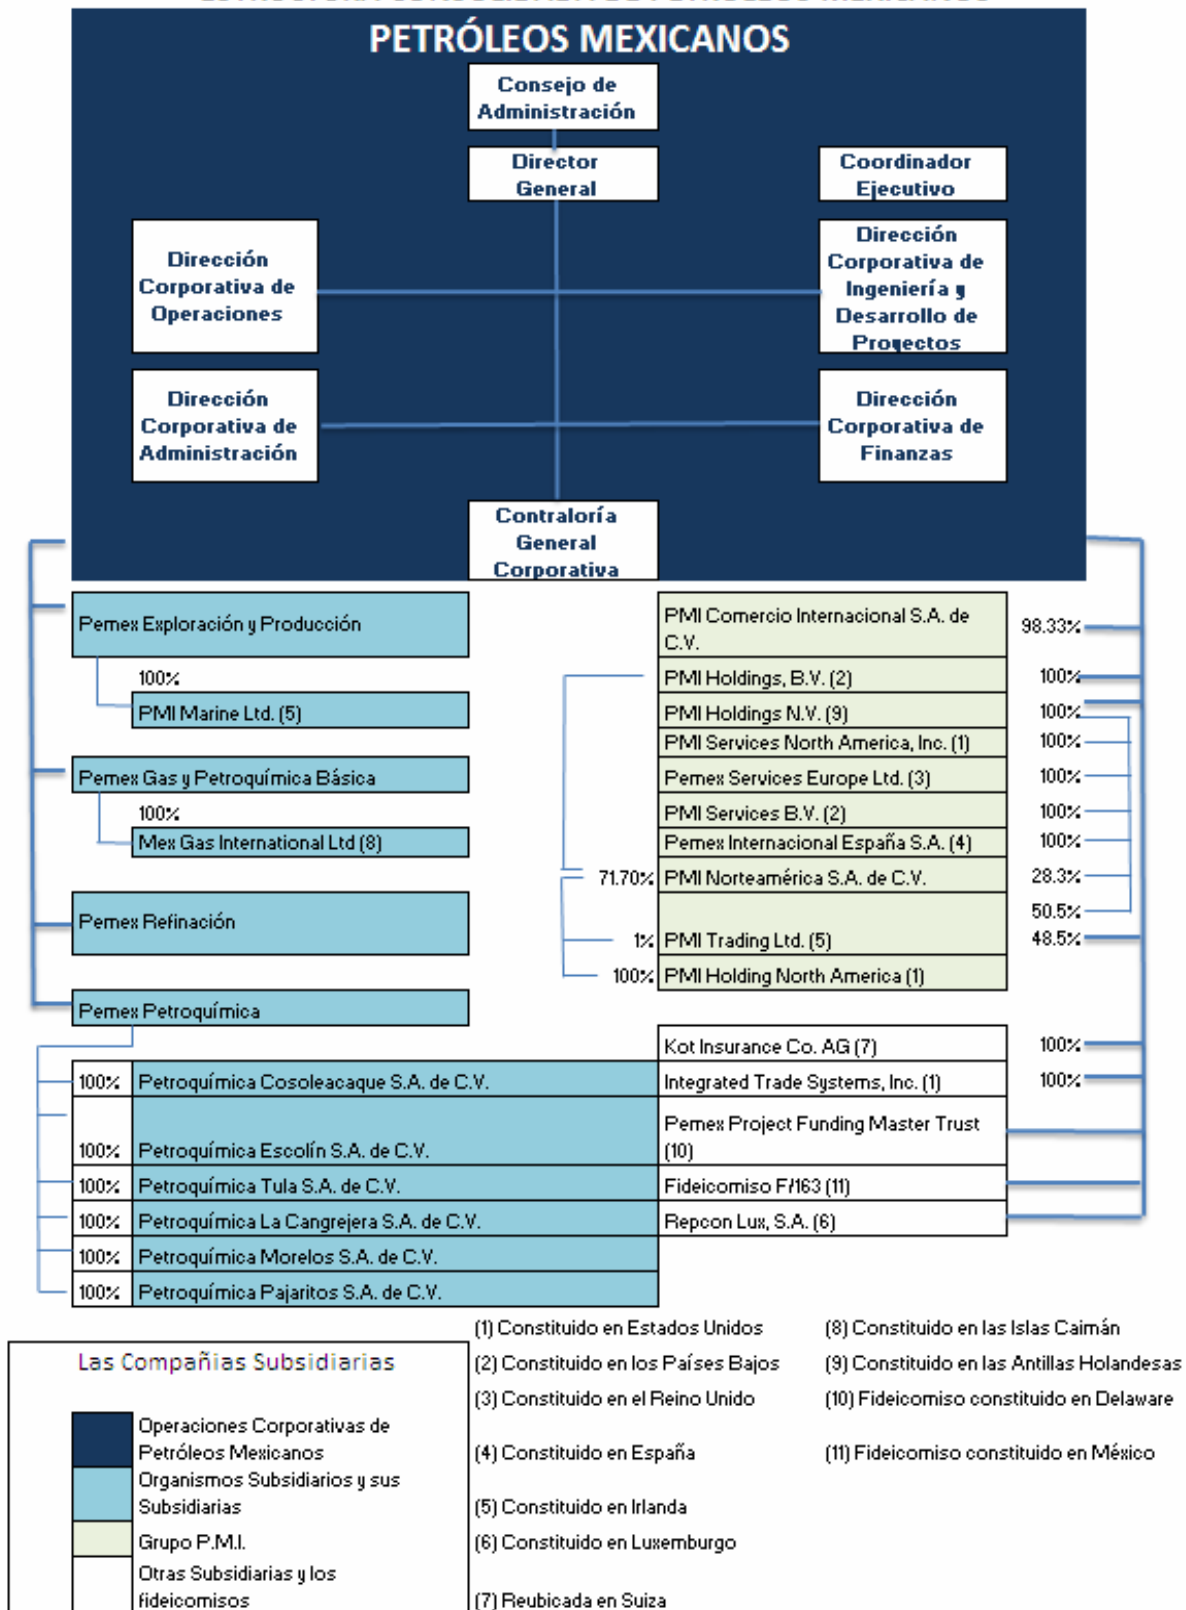 PETRÓLEOS MEXICANOS
Consejo de
Administración
Director
General
Coordinador
Ejecutivo
Dirección
Corporativa de
Operaciones
Dirección
Corporativa de
Ingeniería y
Desarrollo de
Proyectos
Dirección
Corporativa de
Administración
Dirección
Corporativa de
Finanzas
Contraloría
General
Corporativa
Pemex Exploración y Producción
100%
PMI Marine Ltd. (5)
Pemex Gas y Petroquímica Básica
100%
Mex Gas International Ltd (8)
Pemex Refinación
Pemex Petroquímica
100% Petroquímica Cosoleacaque S.A. de C.V.
100% Petroquímica Escolín S.A. de C.V.
100% Petroquímica Tula S.A. de C.V.
100% Petroquímica La Cangrejera S.A. de C.V.
100% Petroquímica Morelos S.A. de C.V.
100% Petroquímica Pajaritos S.A. de C.V.
PMI Comercio Internacional S.A. de
C.V. 98.33%
PMI Holdings, B.V. (2) 100%
PMI Holdings N.V. (9) 100%
PMI Services North America, Inc. (1) 100%
Pemex Services Europe Ltd. (3) 100%
PMI Services B.V. (2) 100%
Pemex Internacional España S.A. (4) 100%
71.70% PMI Norteamérica S.A. de C.V. 28.3%
50.5%
1% PMI Trading Ltd. (5) 48.5%
100% PMI Holding North America (1)
Kot Insurance Co. AG (7) 100%
Integrated Trade Systems, Inc. (1) 100%
Pemex Project Funding Master Trust
(10)
Fideicomiso F/163 (11)
Repcon Lux, S.A. (6)
Las Compañias Subsidiarias
Operaciones Corporativas de
Petróleos Mexicanos
Organismos Subsidiarios y sus
Subsidiarias
Grupo P.M.I.
Otras Subsidiarias y los
fideicomisos
(1) Constituido en Estados Unidos
(2) Constituido en los Países Bajos
(3) Constituido en el Reino Unido
(4) Constituido en España
(5) Constituido en Irlanda
(6) Constituido en Luxemburgo
(7) Reubicada en Suiza
(8) Constituido en las Islas Caimán
(9) Constituido en las Antillas Holandesas
(10) Fideicomiso constituido en Delaware
(11) Fideicomiso constituido en México